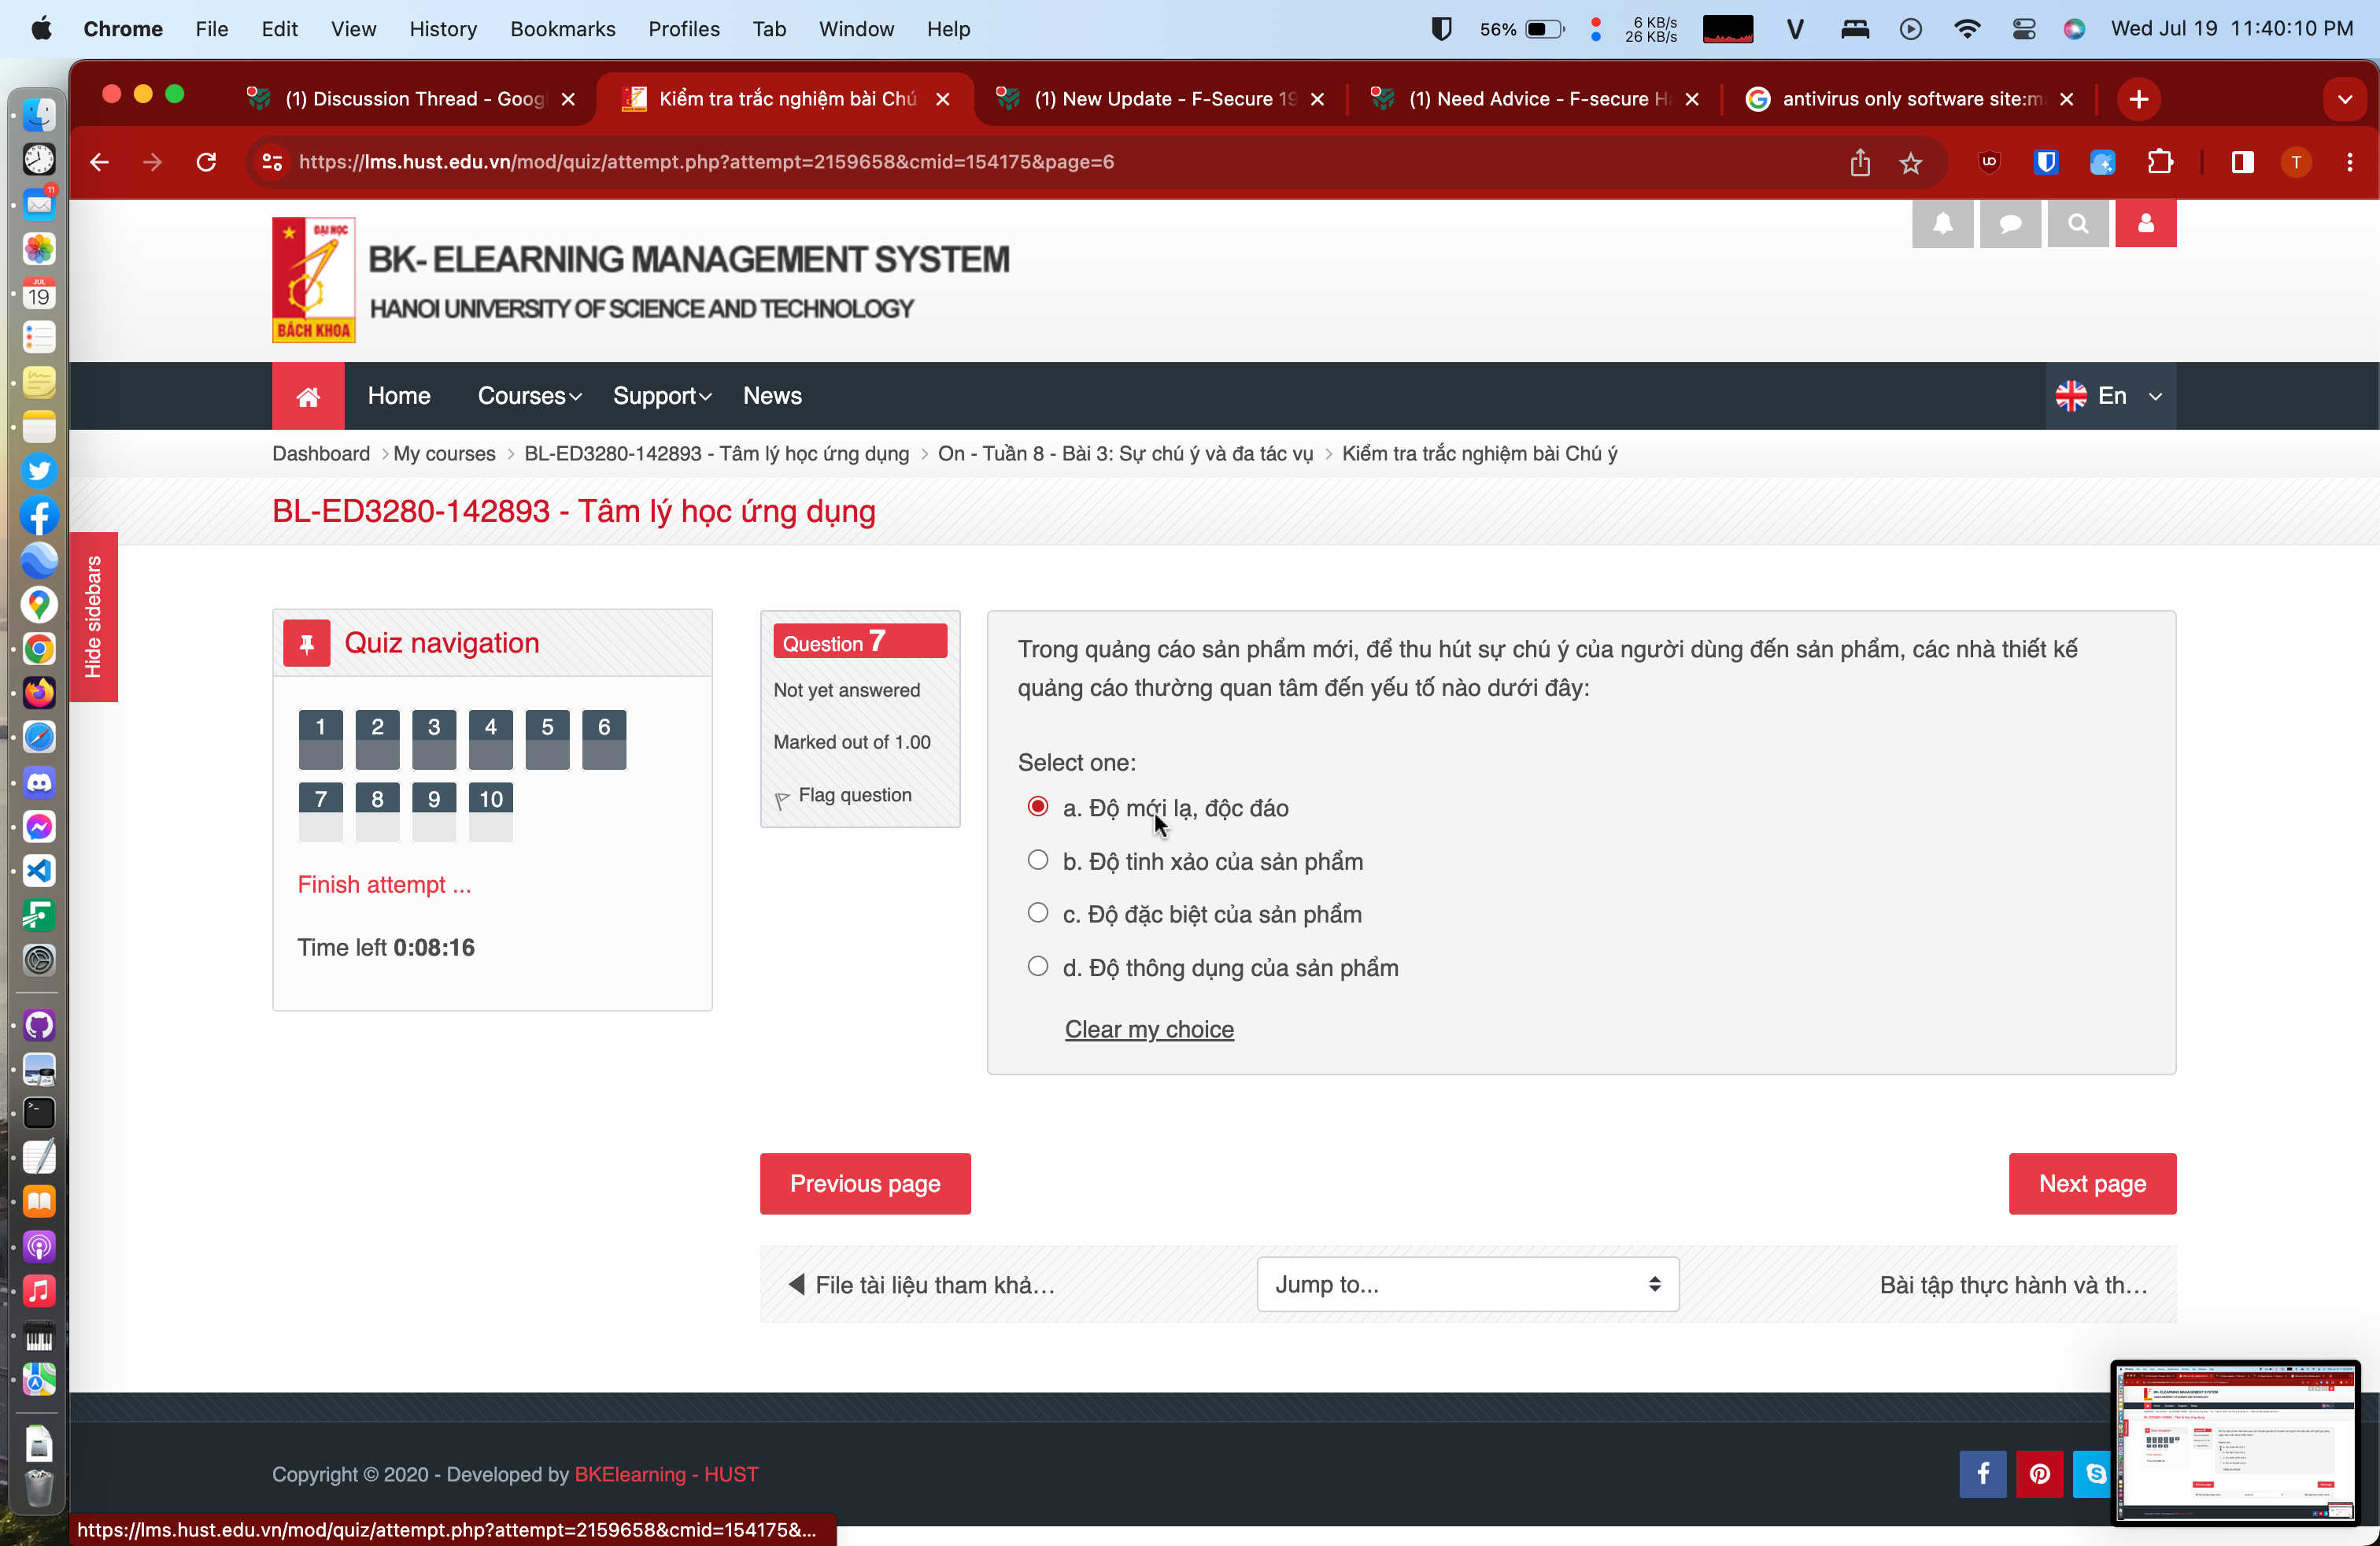 Chrome File Edit View History Bookmarks Profiles Tab Window Help 56% 6 KB/s 26 KB/s V Wed Jul 19 11:40:10 PM
(1) Discussion Thread - Goog
Kiểm tra trắc nghiệm bài Chú
(1) New Update - F-Secure 19
(1) Need Advice - F-secure Ha
antivirus only software site:m
https://lms.hust.edu.vn/mod/quiz/attempt.php?attempt=2159658&cmid=154175&page=6
T
11
JUL
19
ĐẠI HỌC
BÁCH KHOA
BK- ELEARNING MANAGEMENT SYSTEM
HANOI UNIVERSITY OF SCIENCE AND TECHNOLOGY
Home Courses Support News En
Dashboard > My courses > BL-ED3280-142893 - Tâm lý học ứng dụng > On - Tuần 8 - Bài 3: Sự chú ý và đa tác vụ > Kiểm tra trắc nghiệm bài Chú ý
BL-ED3280-142893 - Tâm lý học ứng dụng
Hide sidebars
Quiz navigation
1 2 3 4 5 6
7 8 9 10
Finish attempt ...
Time left 0:08:16
Question 7
Not yet answered
Marked out of 1.00
Flag question
Trong quảng cáo sản phẩm mới, để thu hút sự chú ý của người dùng đến sản phẩm, các nhà thiết kế
quảng cáo thường quan tâm đến yếu tố nào dưới đây:
Select one:
a. Độ mới lạ, độc đáo
b. Độ tinh xảo của sản phẩm
c. Độ đặc biệt của sản phẩm
d. Độ thông dụng của sản phẩm
Clear my choice
Previous page
Next page
File tài liệu tham khả...
Jump to...
Bài tập thực hành và th...
Copyright © 2020 - Developed by BKElearning - HUST
https://lms.hust.edu.vn/mod/quiz/attempt.php?attempt=2159658&cmid=154175&...